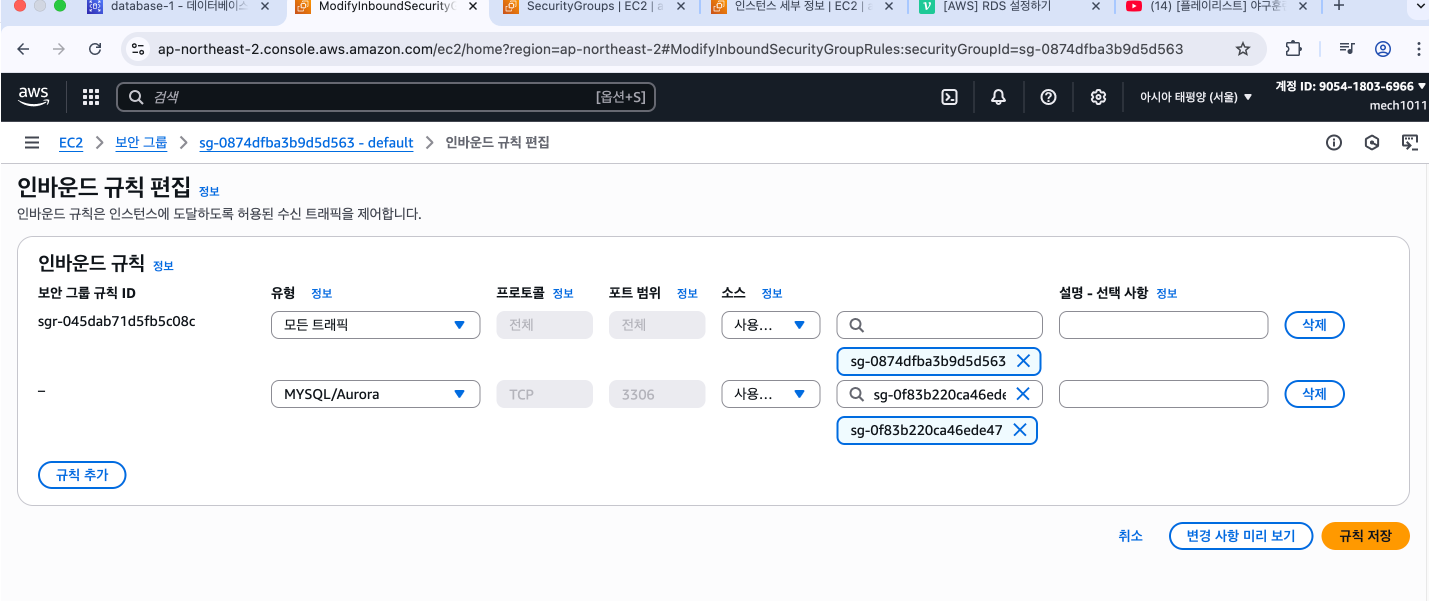 database-1 - 데이터베이스
ModifyInboundSecurityG
SecurityGroups | EC2 | a
인스턴스 세부 정보 | EC2 | a
[AWS] RDS 설정하기
(14) [플레이리스트] 야구훈
ap-northeast-2.console.aws.amazon.com/ec2/home?region=ap-northeast-2#ModifyInboundSecurityGroupRules:securityGroupId=sg-0874dfba3b9d5d563
aws 검색 [옵션+S] 아시아 태평양 (서울) 계정 ID: 9054-1803-6966
mech1011
EC2 보안 그룹 sg-0874dfba3b9d5d563 - default 인바운드 규칙 편집
인바운드 규칙 편집 정보
인바운드 규칙은 인스턴스에 도달하도록 허용된 수신 트래픽을 제어합니다.
인바운드 규칙 정보
보안 그룹 규칙 ID 유형 정보 프로토콜 정보 포트 범위 정보 소스 정보 설명 - 선택 사항 정보
sgr-045dab71d5fb5c08c 모든 트래픽 전체 전체 사용... 삭제
sg-0874dfba3b9d5d563
– MYSQL/Aurora TCP 3306 사용... sg-0f83b220ca46ede 삭제
sg-0f83b220ca46ede47
규칙 추가
취소 변경 사항 미리 보기 규칙 저장